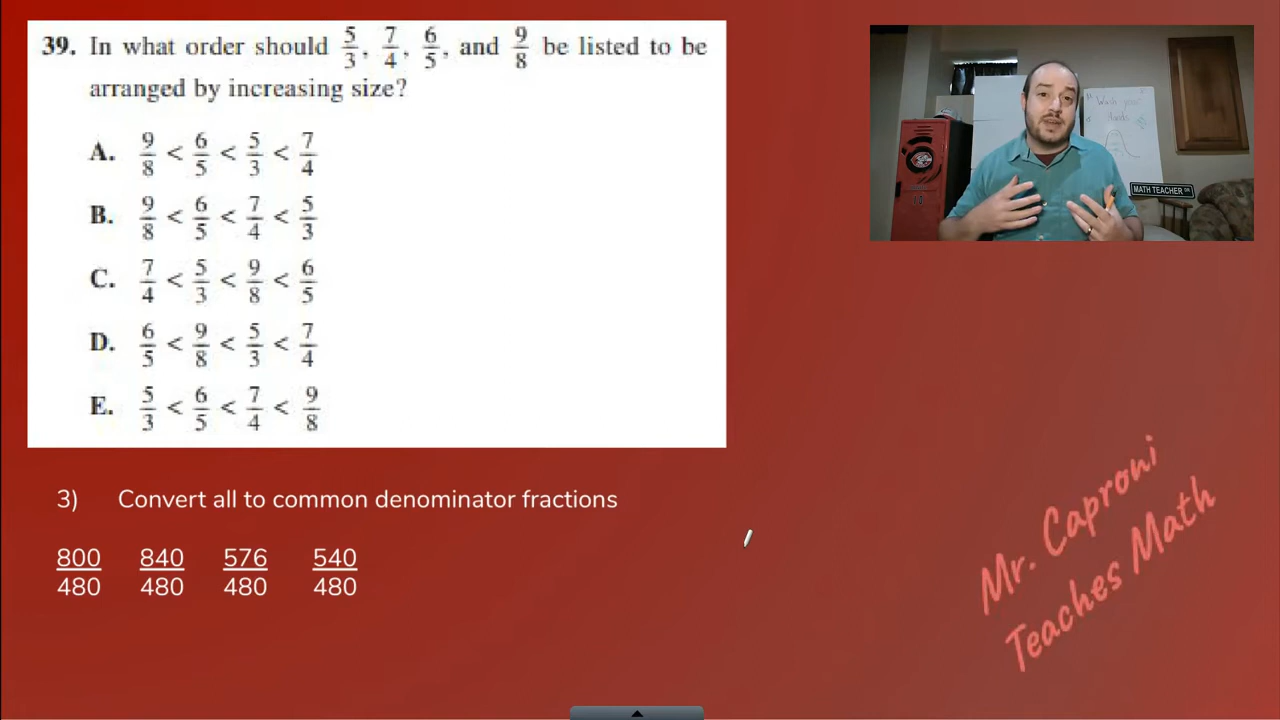 39. In what order should 5/3, 7/4, 6/5, and 9/8 be listed to be
arranged by increasing size?
A. 9/8 < 6/5 < 5/3 < 7/4
B. 9/8 < 6/5 < 7/4 < 5/3
C. 7/4 < 5/3 < 9/8 < 6/5
D. 6/5 < 9/8 < 5/3 < 7/4
E. 5/3 < 6/5 < 7/4 < 9/8
3) Convert all to common denominator fractions
800/480 840/480 576/480 540/480
Wash your
Hands
MATH TEACHER DR
Mr. Caproni
Teaches Math